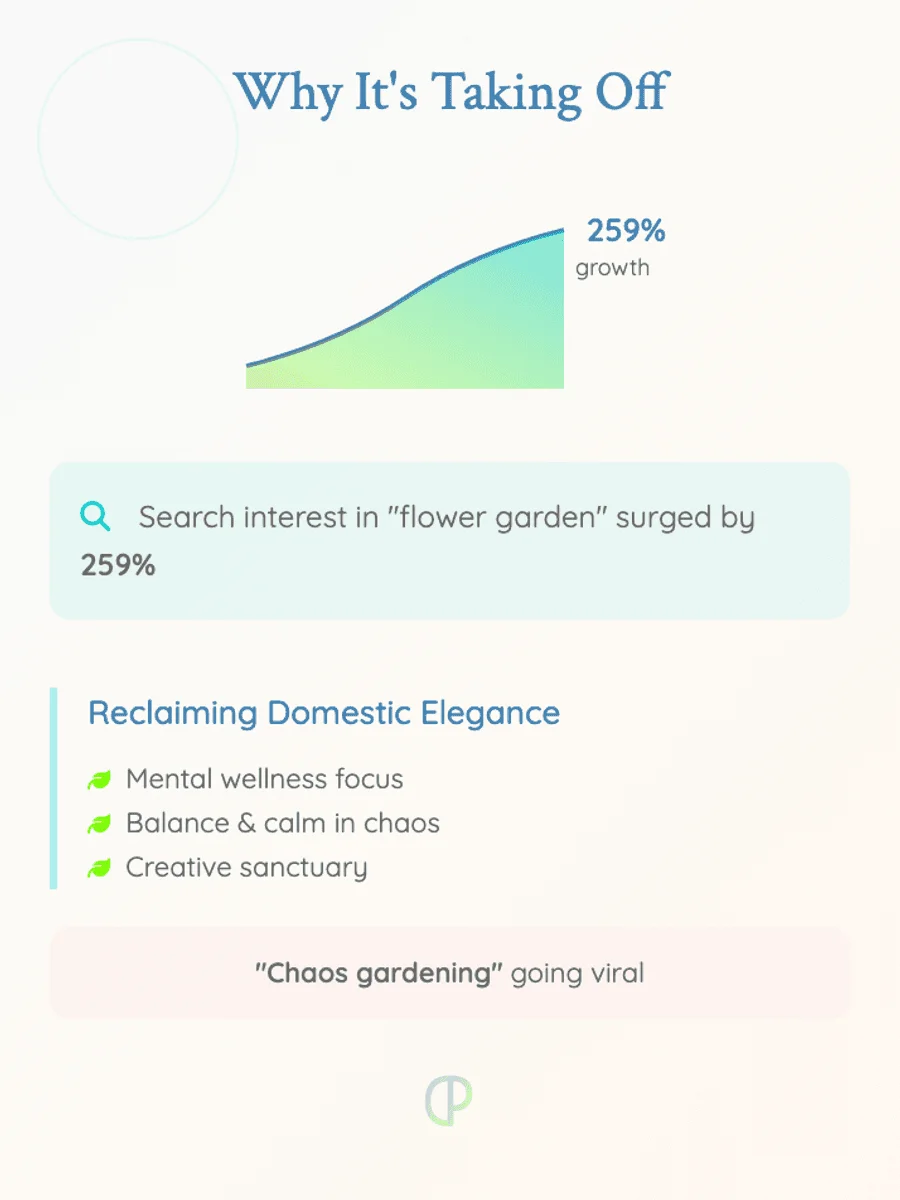 Why It's Taking Off
259%
growth
Search interest in "flower garden" surged by
259%
Reclaiming Domestic Elegance
Mental wellness focus
Balance & calm in chaos
Creative sanctuary
"Chaos gardening" going viral